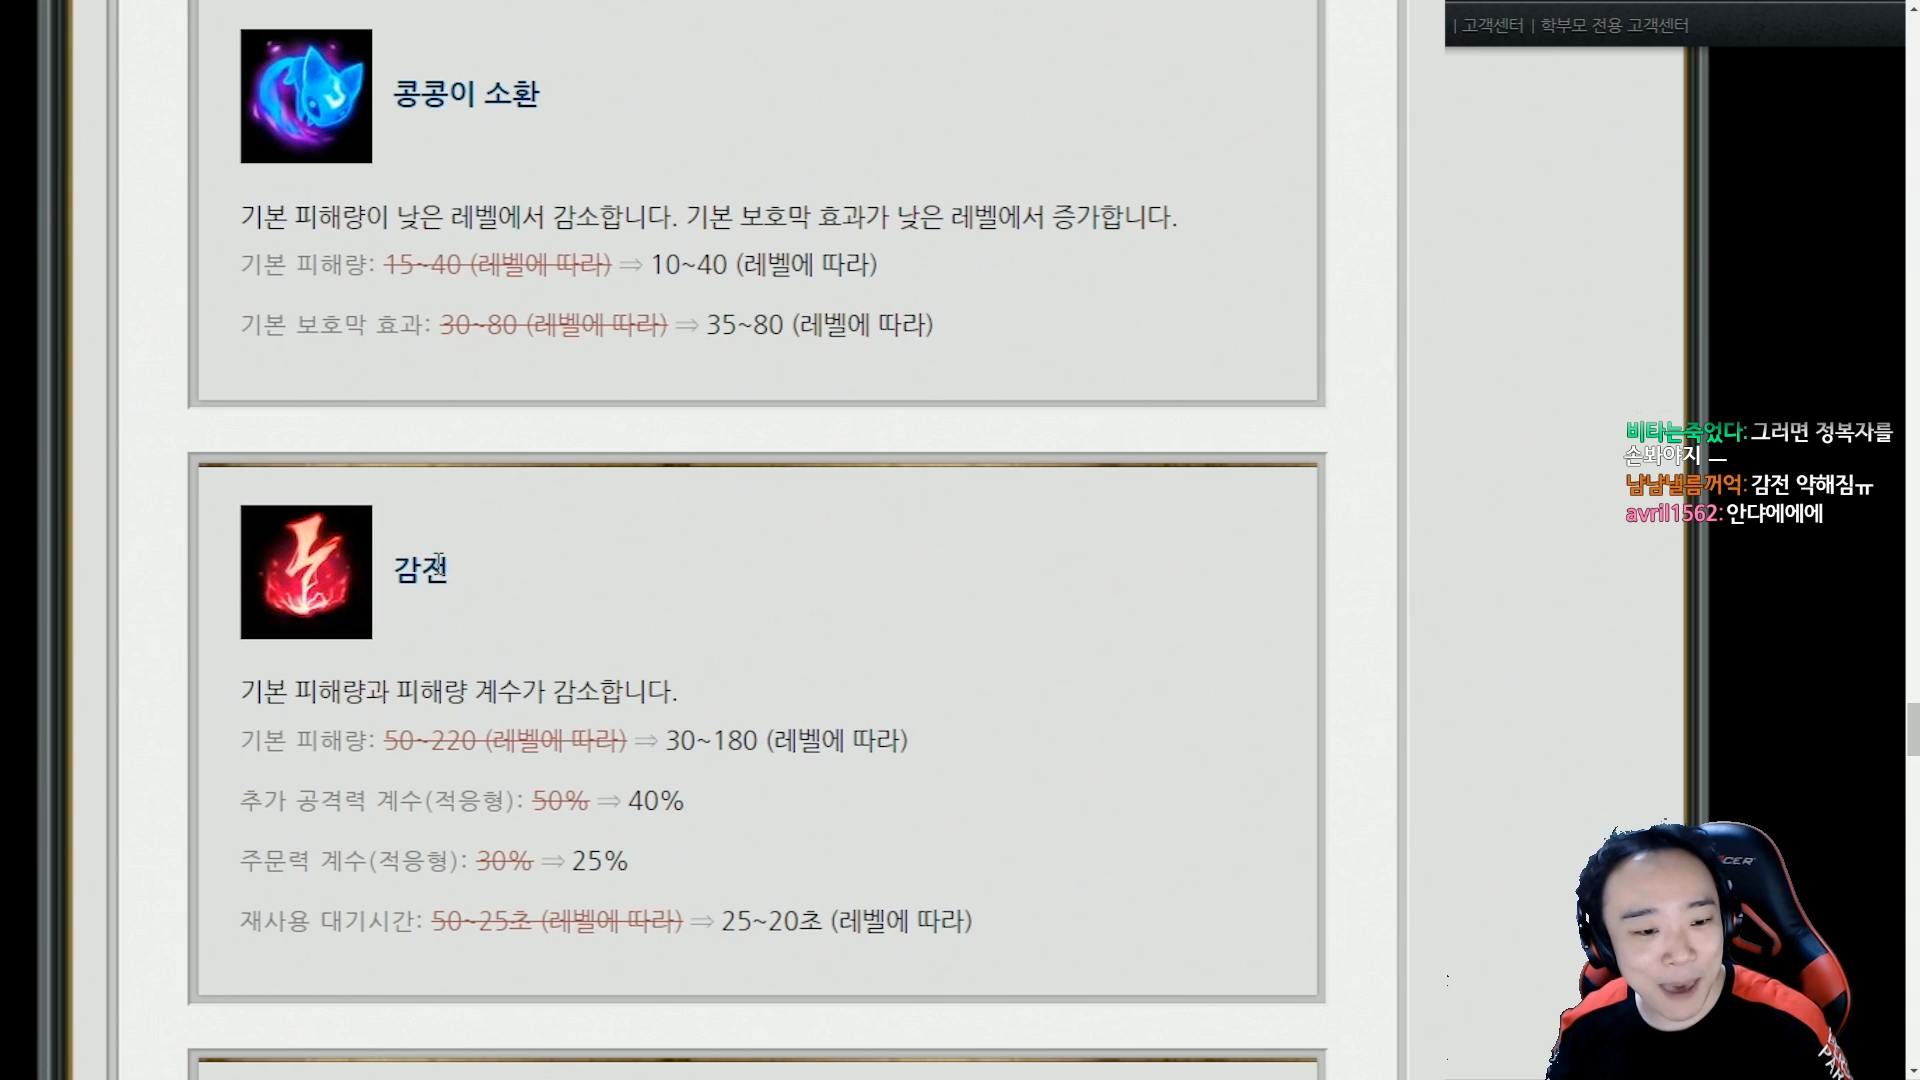 | 고객센터 | 학부모 전용 고객센터
콩콩이 소환
기본 피해량이 낮은 레벨에서 감소합니다. 기본 보호막 효과가 낮은 레벨에서 증가합니다.
기본 피해량: 15~40 (레벨에 따라) ⇒ 10~40 (레벨에 따라)
기본 보호막 효과: 30~80 (레벨에 따라) ⇒ 35~80 (레벨에 따라)
감전
기본 피해량과 피해량 계수가 감소합니다.
기본 피해량: 50~220 (레벨에 따라) ⇒ 30~180 (레벨에 따라)
추가 공격력 계수(적응형): 50% ⇒ 40%
주문력 계수(적응형): 30% ⇒ 25%
재사용 대기시간: 50~25초 (레벨에 따라) ⇒ 25~20초 (레벨에 따라)
비타는죽었다: 그러면 정복자를
손봐야지 ㅡ
냠냠낼름꺼억: 감전 약해짐ㅠ
avril1562: 안댜에에에